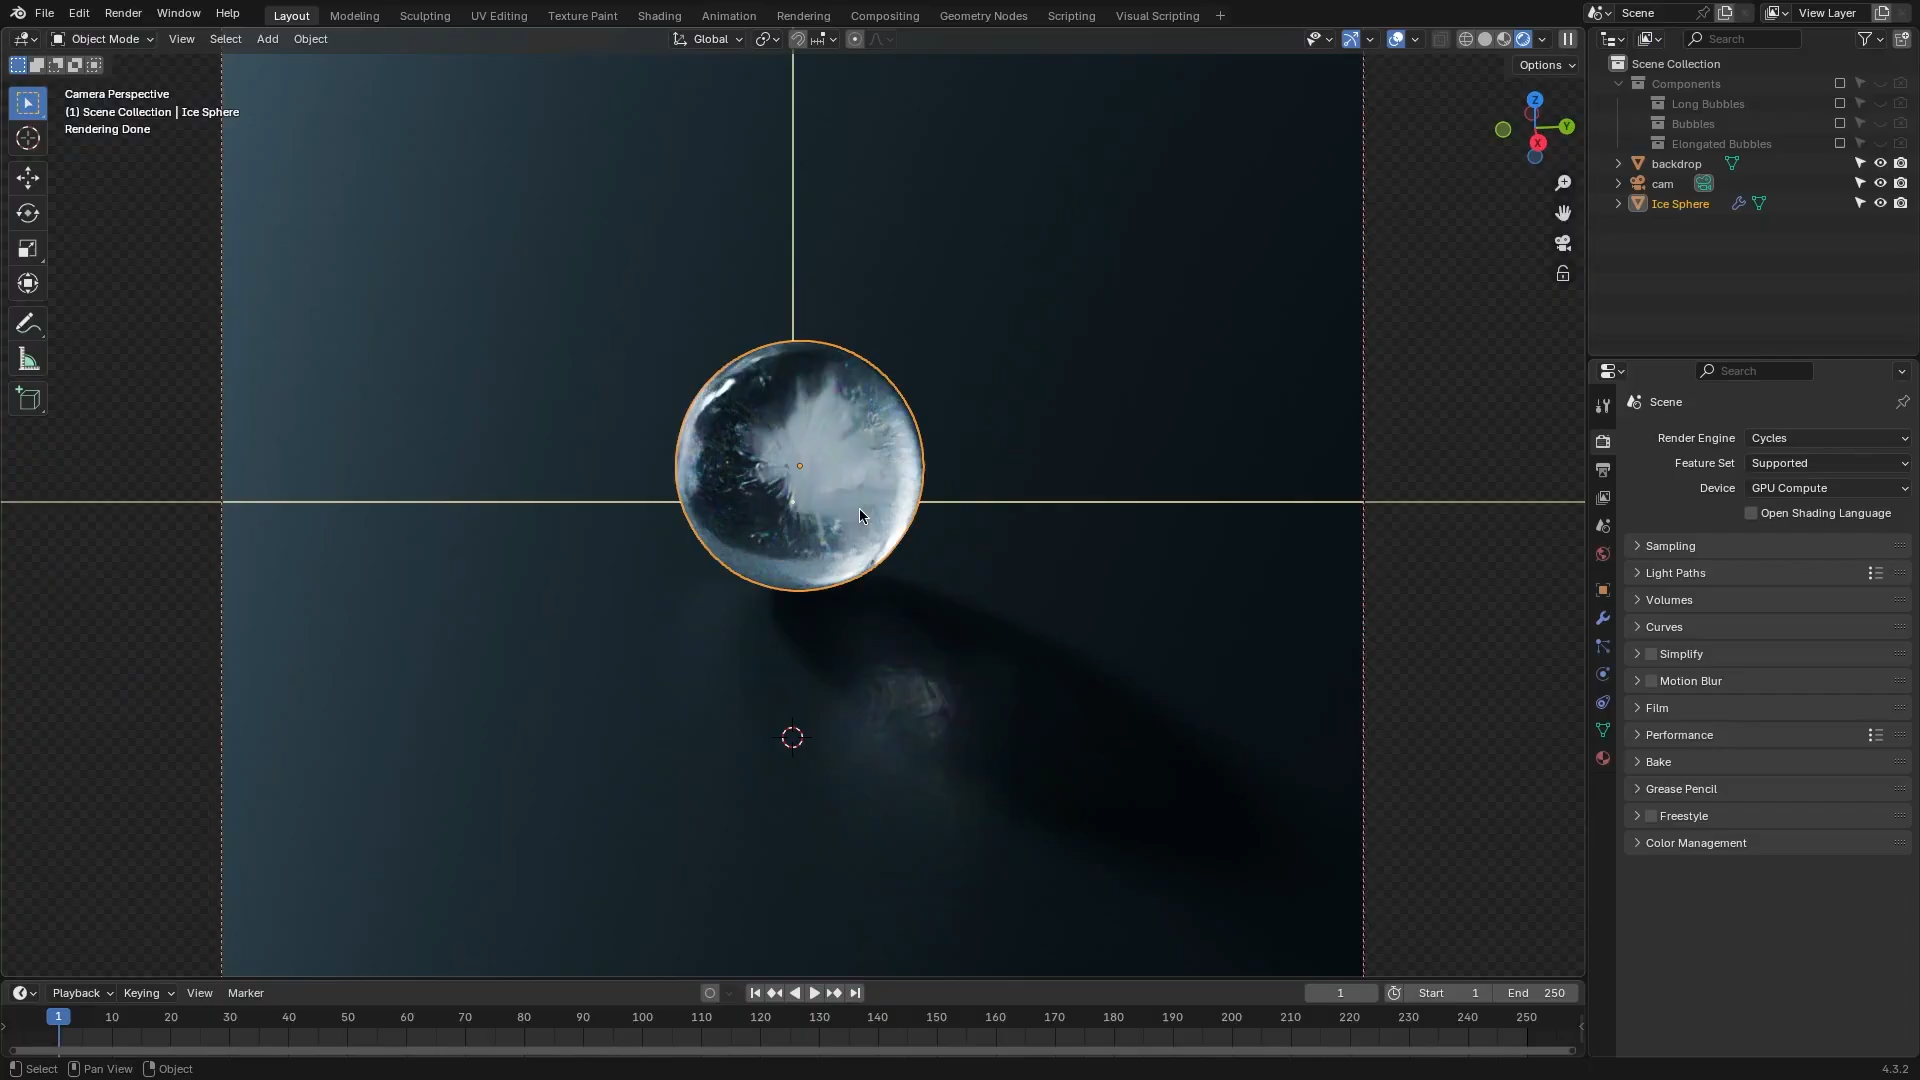 File Edit Render Window Help Layout Modeling Sculpting UV Editing Texture Paint Shading Animation Rendering Compositing Geometry Nodes Scripting Visual Scripting + Scene View Layer
Object Mode View Select Add Object Global Search
Options
Camera Perspective
(1) Scene Collection | Ice Sphere
Rendering Done
Z
Y
X
Scene Collection
Components
Long Bubbles
Bubbles
Elongated Bubbles
backdrop
cam
Ice Sphere
Search
Scene
Render Engine Cycles
Feature Set Supported
Device GPU Compute
Open Shading Language
Sampling
Light Paths
Volumes
Curves
Simplify
Motion Blur
Film
Performance
Bake
Grease Pencil
Freestyle
Color Management
Playback Keying View Marker 1 Start 1 End 250
1 10 20 30 40 50 60 70 80 90 100 110 120 130 140 150 160 170 180 190 200 210 220 230 240 250
Select Pan View Object 4.3.2